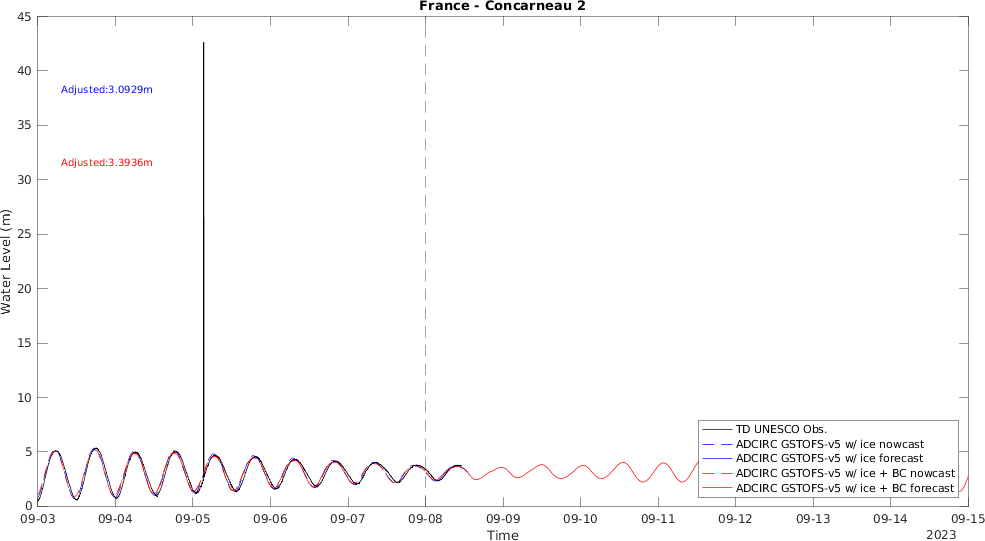 France - Concarneau 2
45
40
35
30
25
20
15
10
5
0
Water Level (m)
Adjusted:3.0929m
Adjusted:3.3936m
TD UNESCO Obs.
ADCIRC GSTOFS-v5 w/ ice nowcast
ADCIRC GSTOFS-v5 w/ ice forecast
ADCIRC GSTOFS-v5 w/ ice + BC nowcast
ADCIRC GSTOFS-v5 w/ ice + BC forecast
09-03 09-04 09-05 09-06 09-07 09-08 09-09 09-10 09-11 09-12 09-13 09-14 09-15
Time
2023